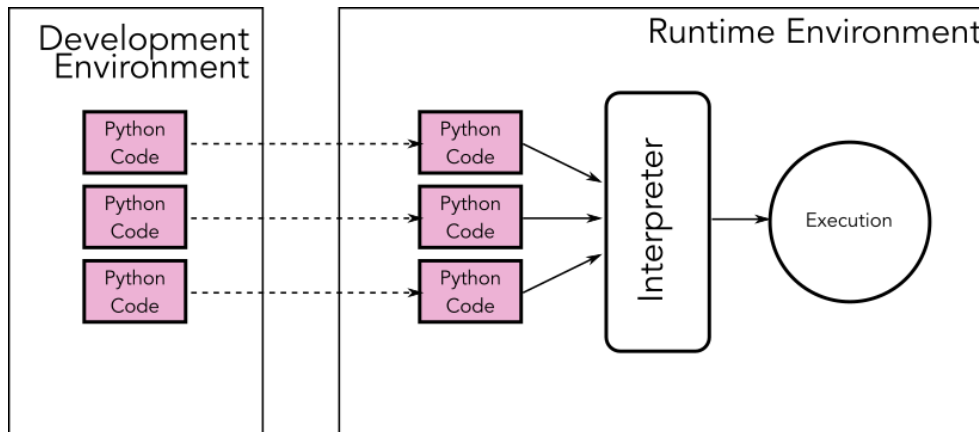 Development
Environment
Runtime Environment
Python
Code
Python
Code
Python
Code
Python
Code
Python
Code
Python
Code
Interpreter
Execution